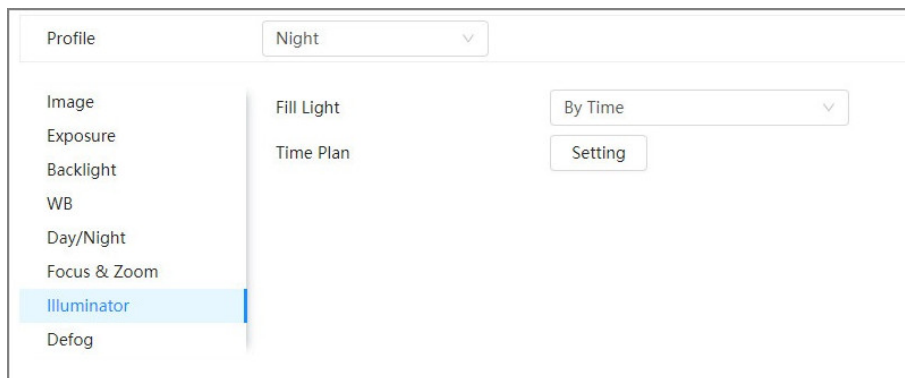 Profile Night
Image
Exposure
Backlight
WB
Day/Night
Focus & Zoom
Illuminator
Defog
Fill Light By Time
Time Plan Setting